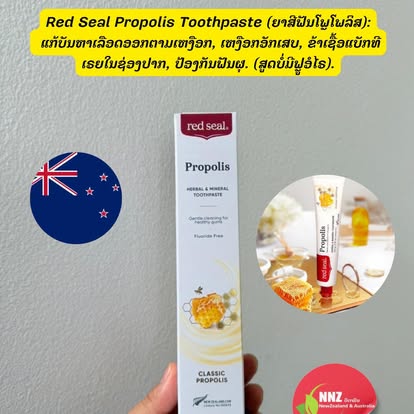 Red Seal Propolis Toothpaste (ຢາສີຟັນໂພຼໂພລິສ):
ແກ້ບັນຫາເລືອດອອກຕາມເຫງືອກ, ເຫງືອກອັກເສບ, ຂ້າເຊື້ອແບັກທີ
ເຣຍໃນຊ່ອງປາກ, ປ້ອງກັນຟັນຜຸ. (ສູດບໍ່ມີຟູອໍໄຣ).
red seal
Propolis
HERBAL & MINERAL
TOOTHPASTE
Gentle cleansing for
healthy gums
Fluoride Free
CLASSIC
PROPOLIS
Propolis
NNZ
NewZealand & Australia